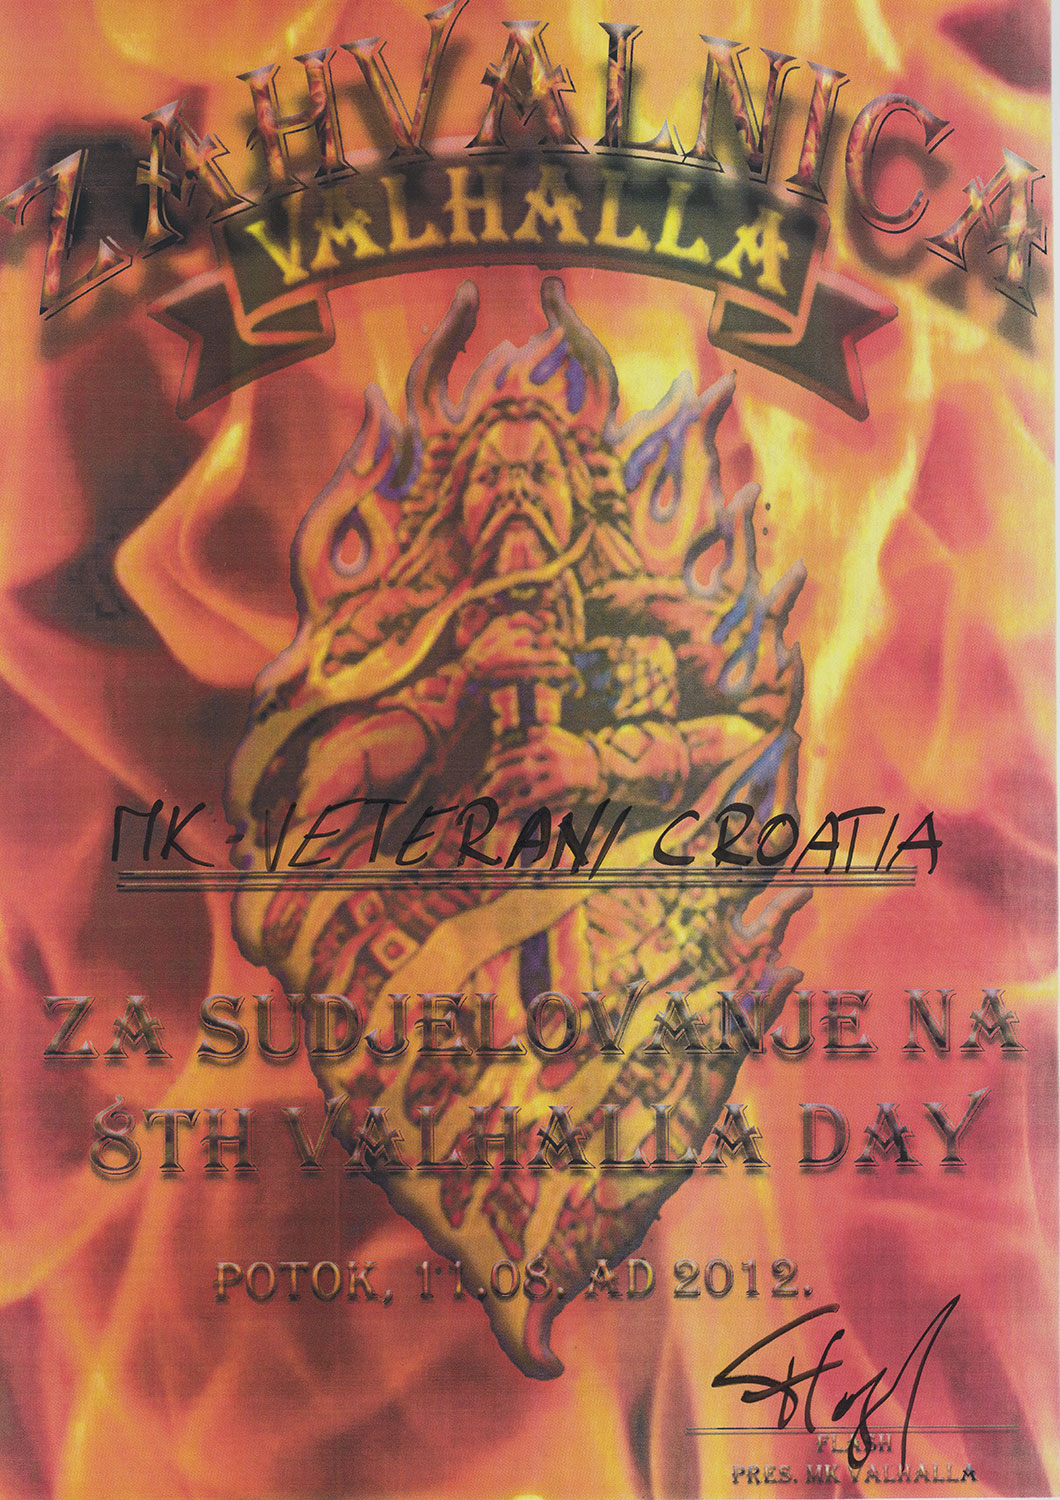 ZAHVALNICA
VALHALLA
MK-VETERANI CROATIA
ZA SUDJELOVANJE NA
8TH VALHALLA DAY
POTOK, 11.08. AD 2012.
FLASH
PRES. MK VALHALLA